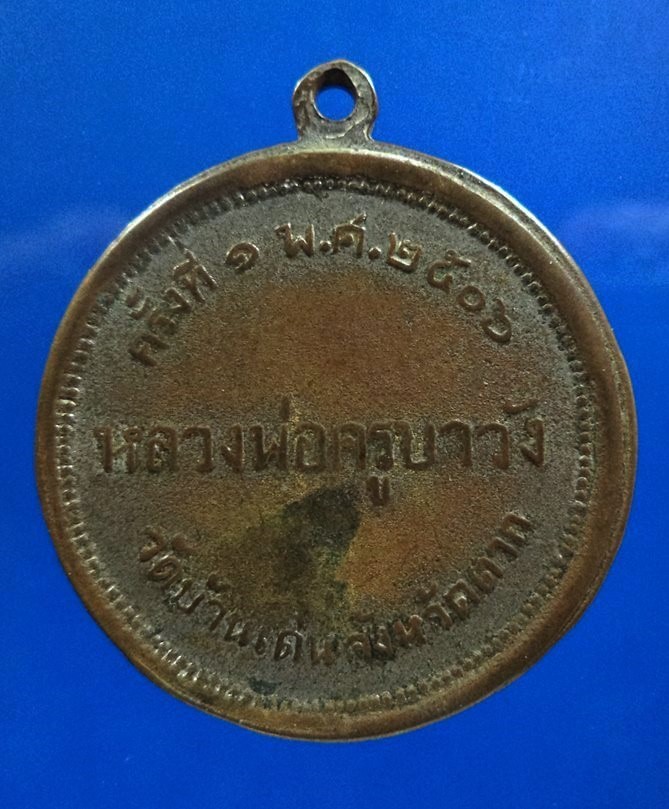 ครั้งที่ ๑ พ.ศ.๒๕๐๖
หลวงพ่อครูบาวัง
วัดบ้านเด่นจังหวัดตาก